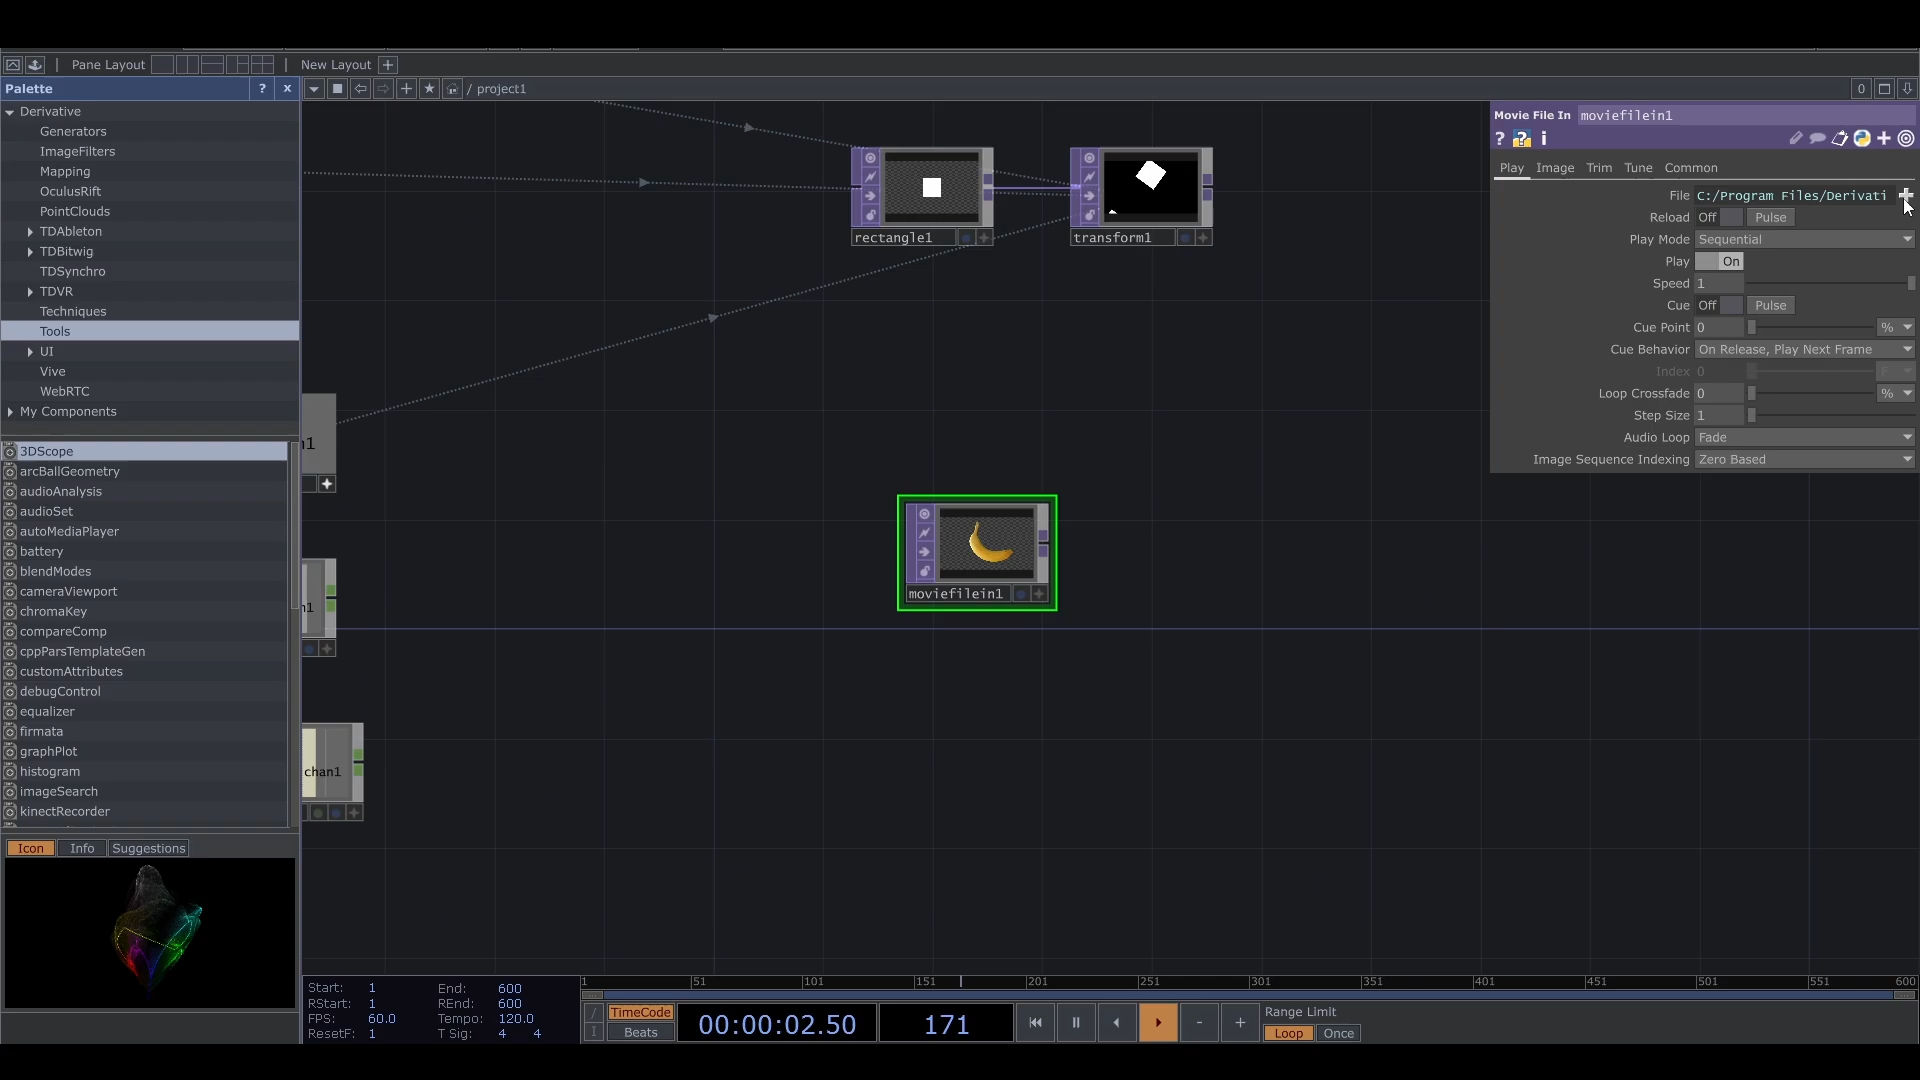 Pane Layout
New Layout
Palette
?
x
/ project1
0
Derivative
Generators
ImageFilters
Mapping
OculusRift
PointClouds
TDAbleton
TDBitwig
TDSynchro
TDVR
Techniques
Tools
UI
Vive
WebRTC
My Components
3DScope
arcBallGeometry
audioAnalysis
audioSet
autoMediaPlayer
battery
blendModes
cameraViewport
chromaKey
compareComp
cppParsTemplateGen
customAttributes
debugControl
equalizer
firmata
graphPlot
histogram
imageSearch
kinectRecorder
Icon Info Suggestions
rectangle1
transform1
n1
n1
chan1
moviefilein1
Movie File In moviefilein1
? ? i
Play Image Trim Tune Common
File C:/Program Files/Derivati
Reload Off Pulse
Play Mode Sequential
Play On
Speed 1
Cue Off Pulse
Cue Point 0 %
Cue Behavior On Release, Play Next Frame
Index 0 F
Loop Crossfade 0 %
Step Size 1
Audio Loop Fade
Image Sequence Indexing Zero Based
1 51 101 151 201 251 301 351 401 451 501 551 600
Start: 1 End: 600
RStart: 1 REnd: 600
FPS: 60.0 Tempo: 120.0
ResetF: 1 T Sig: 4 4
/ TimeCode
I Beats
00:00:02.50
171
- +
Range Limit
Loop Once